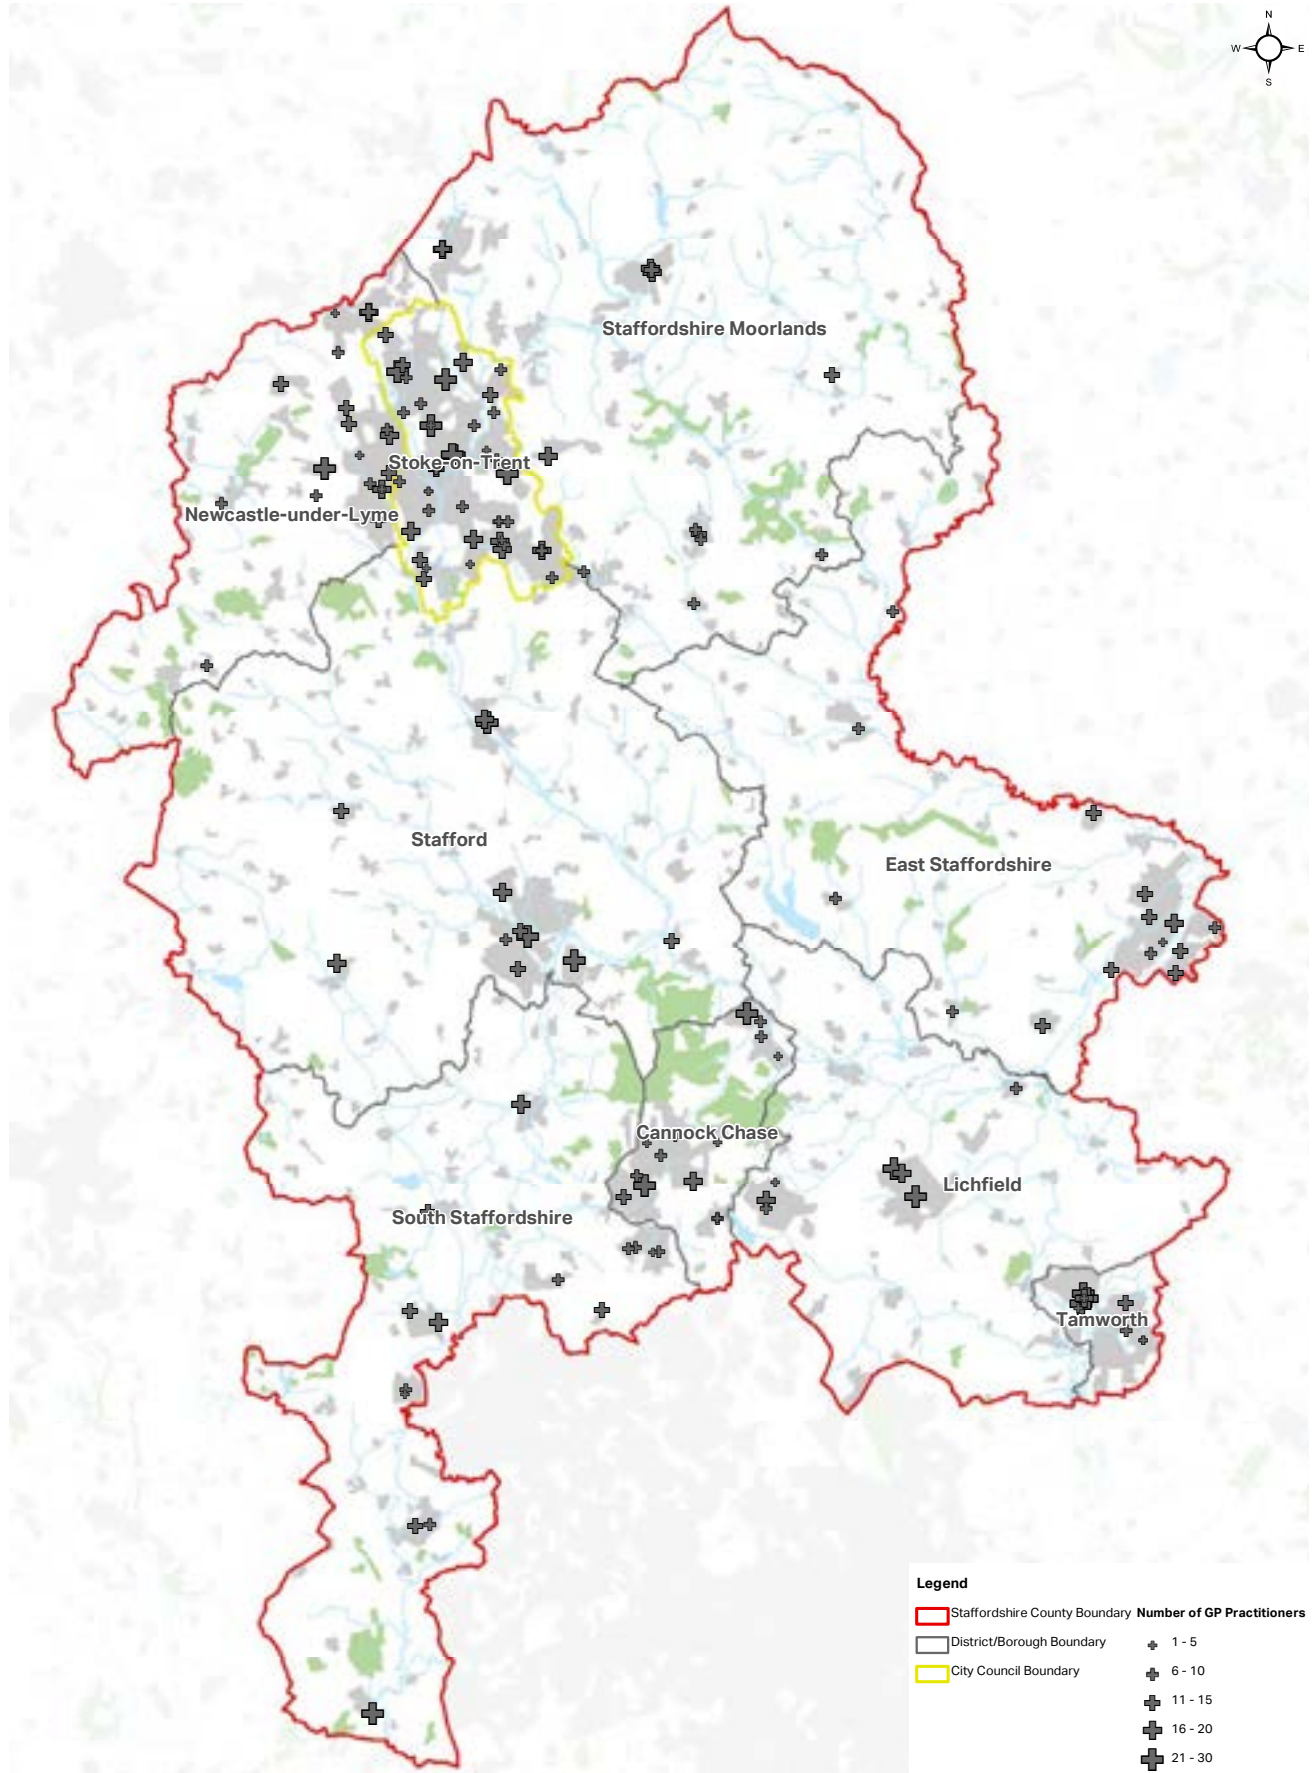 N
W E
S
Staffordshire Moorlands
Stoke-on-Trent
Newcastle-under-Lyme
Stafford
East Staffordshire
Cannock Chase
Lichfield
South Staffordshire
Tamworth
Legend
Staffordshire County Boundary
District/Borough Boundary
City Council Boundary
Number of GP Practitioners
1 - 5
6 - 10
11 - 15
16 - 20
21 - 30